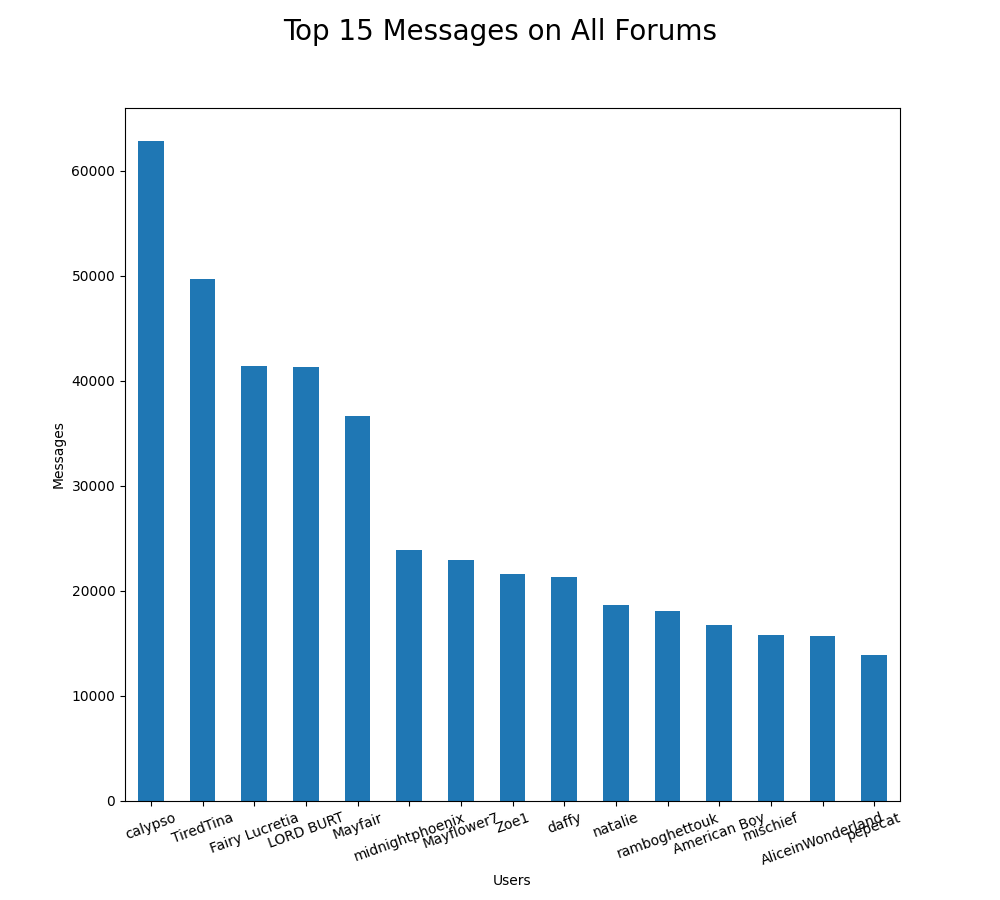 Top 15 Messages on All Forums
60000
50000
40000
30000
20000
10000
0
Messages
calypso
TiredTina
Fairy Lucretia
LORD BURT
Mayfair
midnightphoenix
Mayflower7
Zoe1
daffy
natalie
ramboghettouk
American Boy
mischief
AliceinWonderland
pepecat
Users